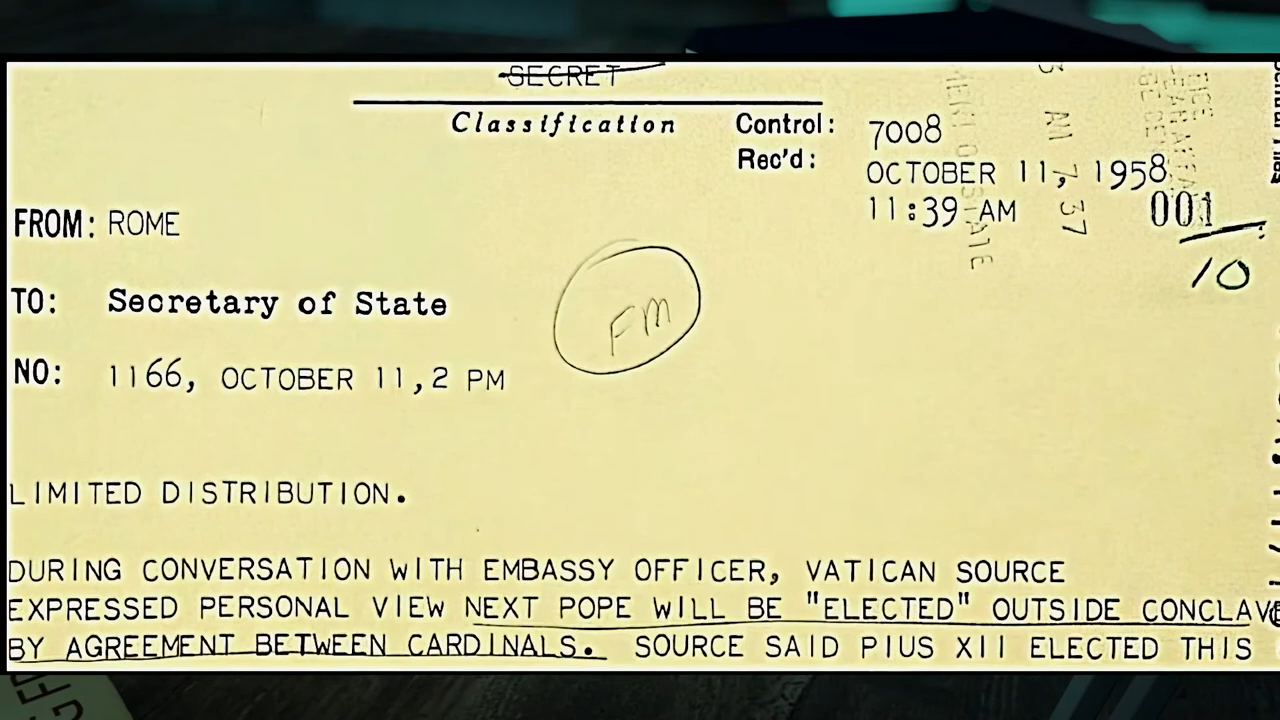 SECRET
Classification
Control: 7008
Rec'd: OCTOBER 11, 1958
11:39 AM
001
10
FROM: ROME
TO: Secretary of State
FM
NO: 1166, OCTOBER 11,2 PM
LIMITED DISTRIBUTION.
DURING CONVERSATION WITH EMBASSY OFFICER, VATICAN SOURCE
EXPRESSED PERSONAL VIEW NEXT POPE WILL BE "ELECTED" OUTSIDE CONCLAVE
BY AGREEMENT BETWEEN CARDINALS. SOURCE SAID PIUS XII ELECTED THIS